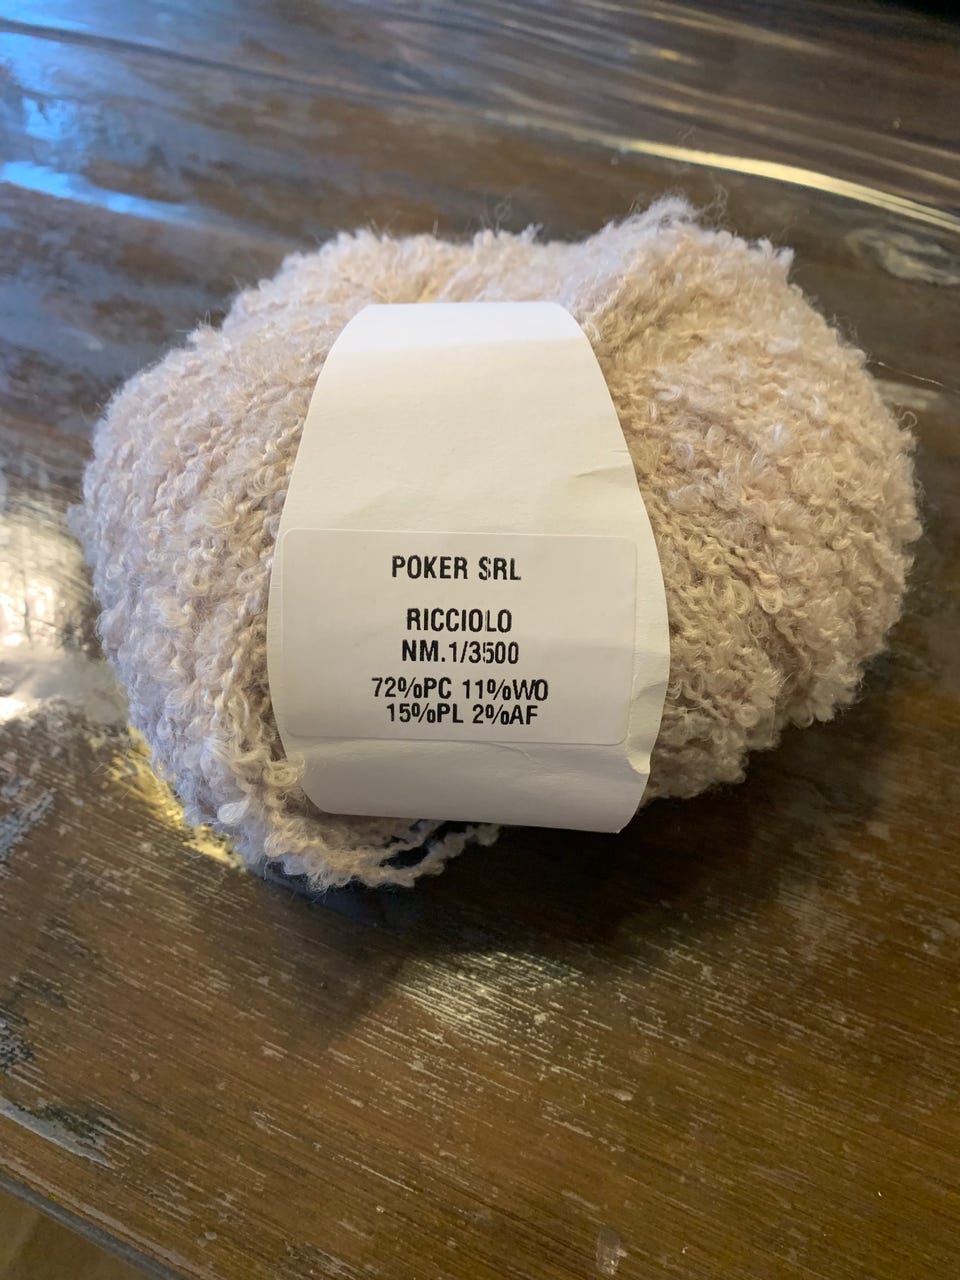 POKER SRL
RICCIOLO
NM.1/3500
72%PC 11%WO
15%PL 2%AF